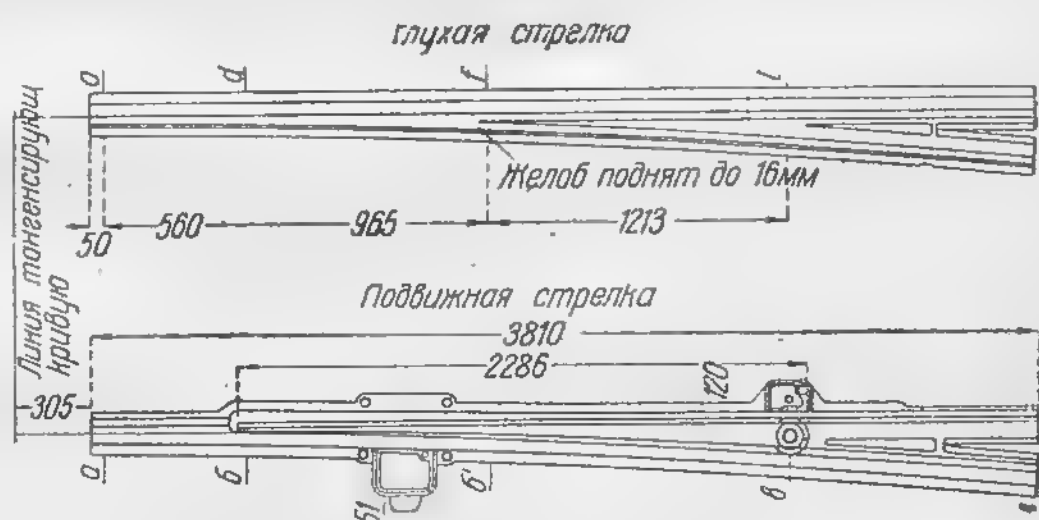 глухая стрелка
a d f l
Желоб поднят до 16мм
50 560 965 1213
Линия тангенсирующ
кривую
Подвижная стрелка
3810
2286
120
305
а б б' в
51